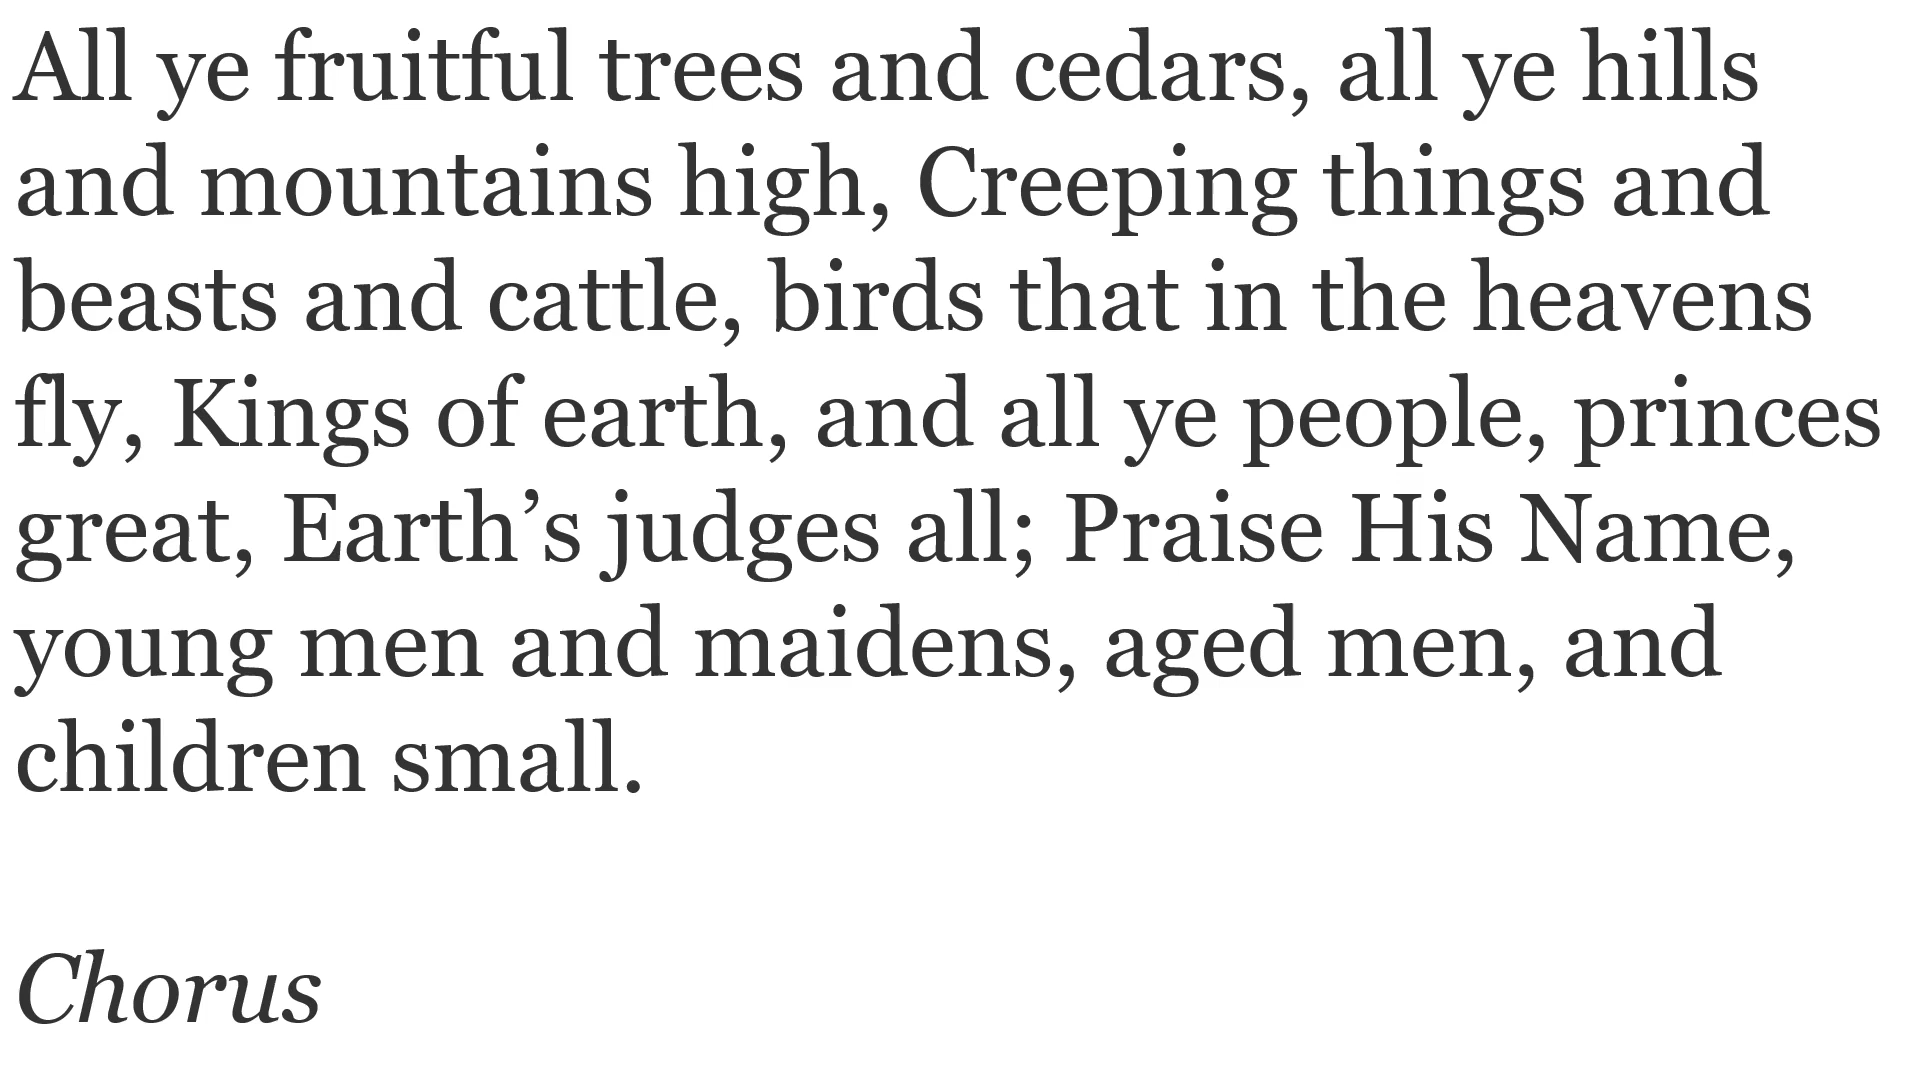 All ye fruitful trees and cedars, all ye hills
and mountains high, Creeping things and
beasts and cattle, birds that in the heavens
fly, Kings of earth, and all ye people, princes
great, Earth’s judges all; Praise His Name,
young men and maidens, aged men, and
children small.
Chorus